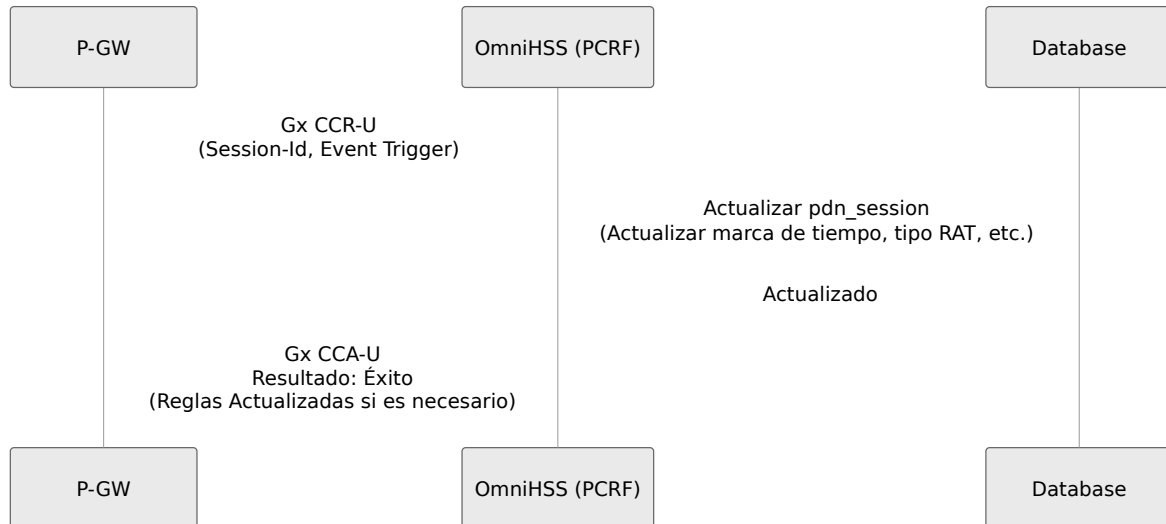 P-GW
OmniHSS (PCRF)
Database
Gx CCR-U
(Session-Id, Event Trigger)
Actualizar pdn_session
(Actualizar marca de tiempo, tipo RAT, etc.)
Actualizado
Gx CCA-U
Resultado: Éxito
(Reglas Actualizadas si es necesario)
P-GW
OmniHSS (PCRF)
Database